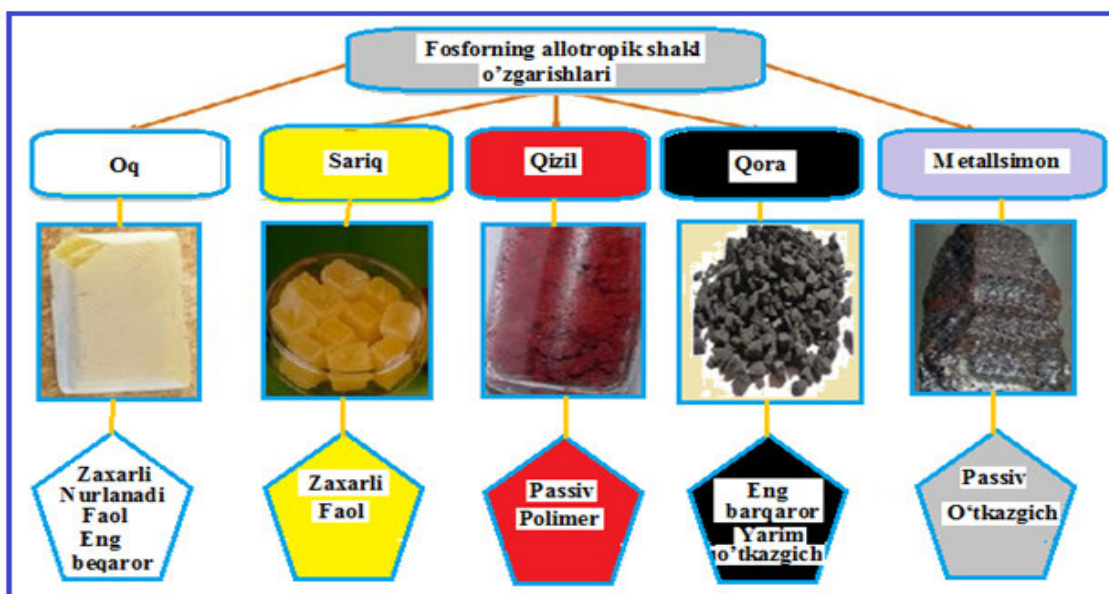 Fosforning allotropik shakl
o’zgarishlari
Oq
Sariq
Qizil
Qora
Metallsimon
Zaxarli
Nurlanadi
Faol
Eng
beqaror
Zaxarli
Faol
Passiv
Polimer
Eng
barqaror
Yarim
o’tkazgich
Passiv
O‘tkazgich